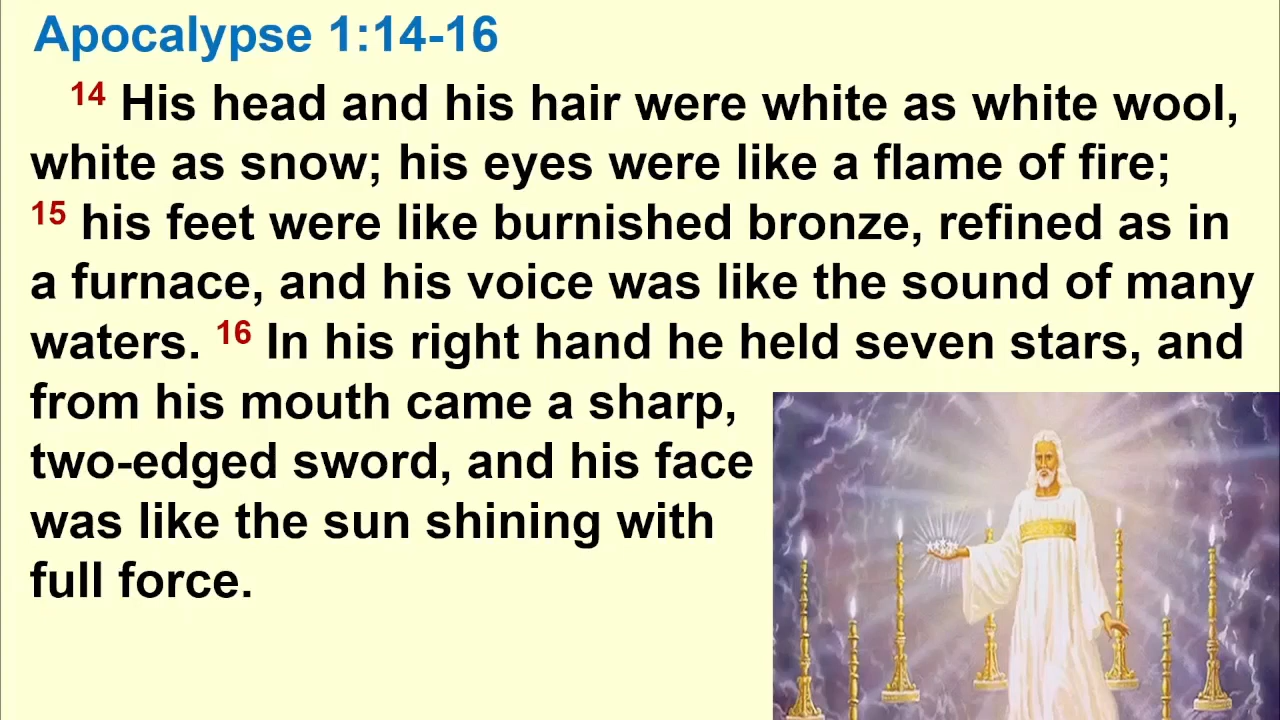 Apocalypse 1:14-16
14 His head and his hair were white as white wool,
white as snow; his eyes were like a flame of fire;
15 his feet were like burnished bronze, refined as in
a furnace, and his voice was like the sound of many
waters. 16 In his right hand he held seven stars, and
from his mouth came a sharp,
two-edged sword, and his face
was like the sun shining with
full force.